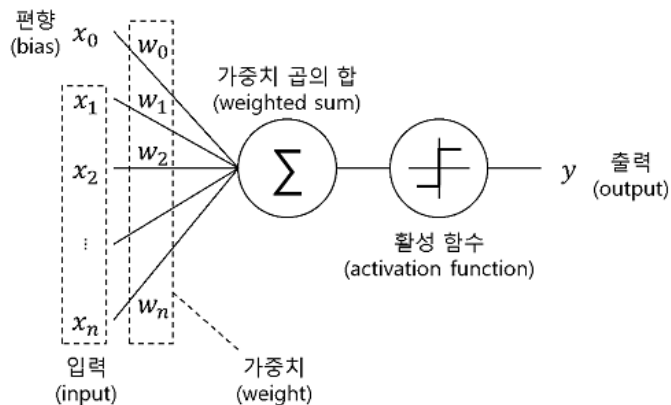 편향
(bias)
x₀
w₀
x₁
w₁
x₂
w₂
⋮
xₙ
wₙ
입력
(input)
가중치
(weight)
가중치 곱의 합
(weighted sum)
∑
활성 함수
(activation function)
y
출력
(output)